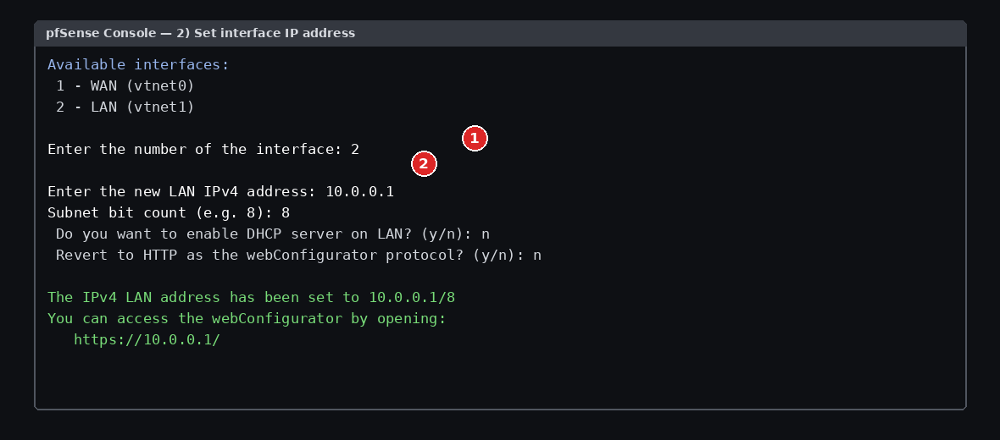 pfSense Console — 2) Set interface IP address
Available interfaces:
1 - WAN (vtnet0)
2 - LAN (vtnet1)
1
Enter the number of the interface: 2
2
Enter the new LAN IPv4 address: 10.0.0.1
Subnet bit count (e.g. 8): 8
Do you want to enable DHCP server on LAN? (y/n): n
Revert to HTTP as the webConfigurator protocol? (y/n): n
The IPv4 LAN address has been set to 10.0.0.1/8
You can access the webConfigurator by opening:
https://10.0.0.1/